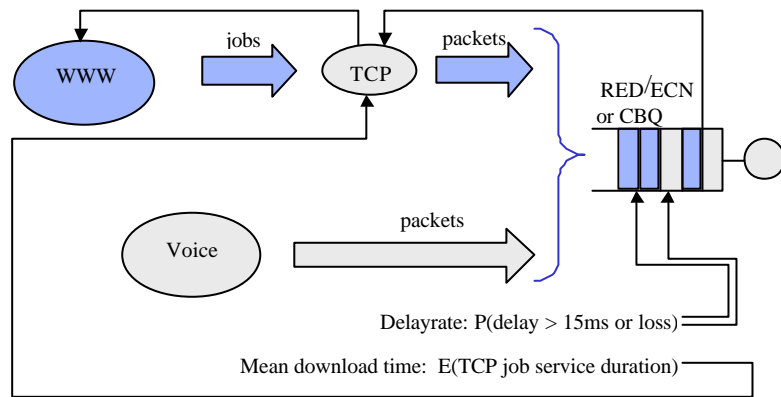 jobs
packets
WWW
TCP
RED/ECN
or CBQ
packets
Voice
Delayrate: P(delay > 15ms or loss)
Mean download time: E(TCP job service duration)